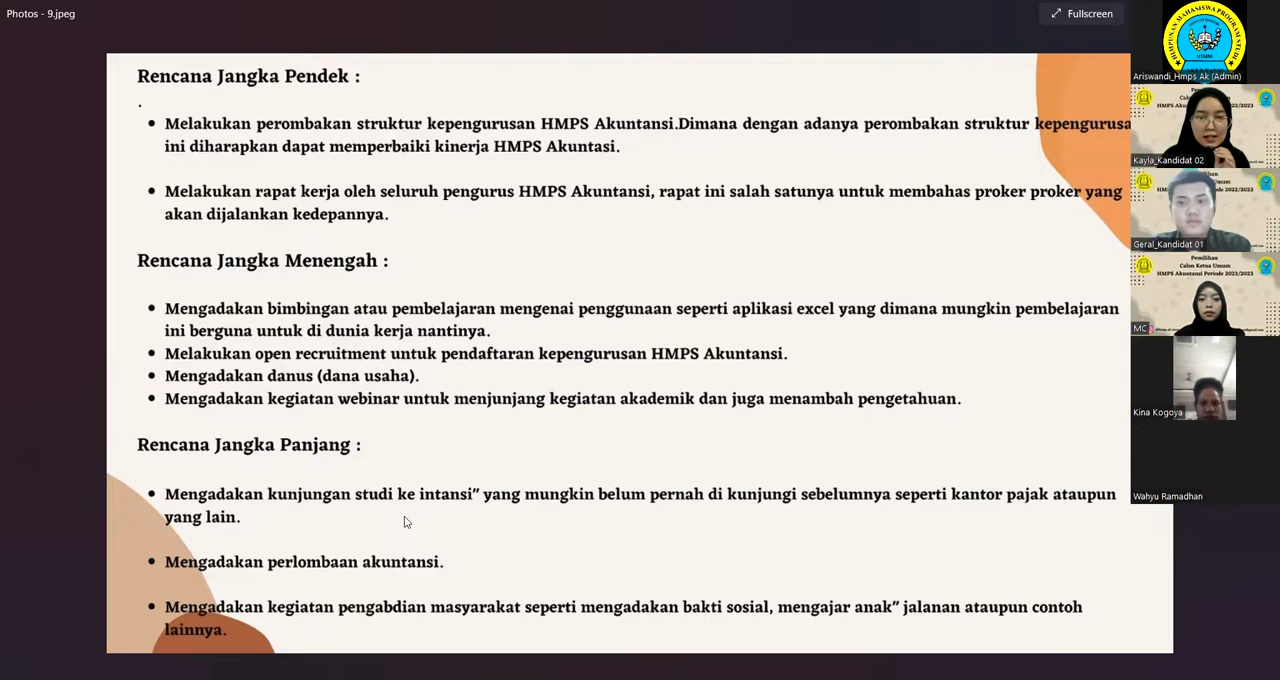 Photos - 9.jpeg
Fullscreen
Rencana Jangka Pendek :
.
• Melakukan perombakan struktur kepengurusan HMPS Akuntansi.Dimana dengan adanya perombakan struktur kepengurusa
ini diharapkan dapat memperbaiki kinerja HMPS Akuntasi.
• Melakukan rapat kerja oleh seluruh pengurus HMPS Akuntansi, rapat ini salah satunya untuk membahas proker proker yang
akan dijalankan kedepannya.
Rencana Jangka Menengah :
• Mengadakan bimbingan atau pembelajaran mengenai penggunaan seperti aplikasi excel yang dimana mungkin pembelajaran
ini berguna untuk di dunia kerja nantinya.
• Melakukan open recruitment untuk pendaftaran kepengurusan HMPS Akuntansi.
• Mengadakan danus (dana usaha).
• Mengadakan kegiatan webinar untuk menjunjang kegiatan akademik dan juga menambah pengetahuan.
Rencana Jangka Panjang :
• Mengadakan kunjungan studi ke intansi" yang mungkin belum pernah di kunjungi sebelumnya seperti kantor pajak ataupun
yang lain.
• Mengadakan perlombaan akuntansi.
• Mengadakan kegiatan pengabdian masyarakat seperti mengadakan bakti sosial, mengajar anak" jalanan ataupun contoh
lainnya.
HIMPUNAN MAHASISWA PROGRAM STUDI
Ariswandi_Hmps Ak (Admin)
Kayla_Kandidat 02
Geral_Kandidat 01
Pemilihan
Calon Ketua Umum
HMPS Akuntansi Periode 2022/2023
MC
Kina Kogoya
Wahyu Ramadhan